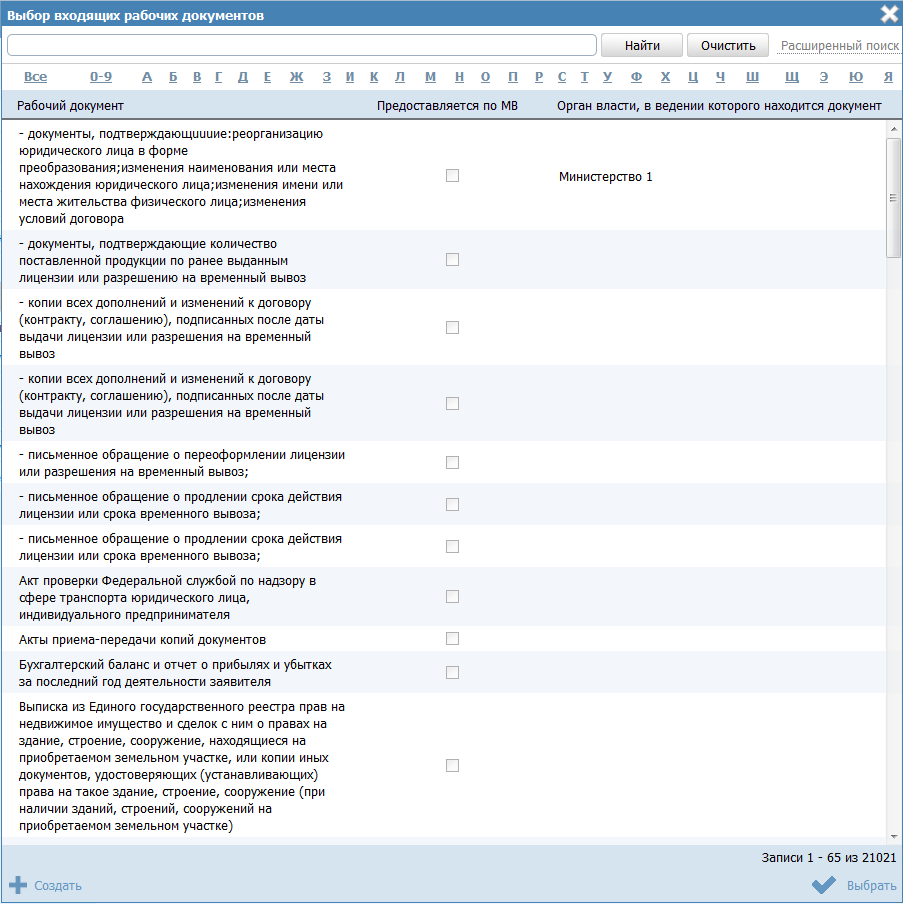 Выбор входящих рабочих документов
Найти Очистить Расширенный поиск
Все 0-9 А Б В Г Д Е Ж З И К Л М Н О П Р С Т У Ф Х Ц Ч Ш Щ Э Ю Я
Рабочий документ Предоставляется по МВ Орган власти, в ведении которого находится документ
- документы, подтверждающиииие:реорганизацию
юридического лица в форме
преобразования;изменения наименования или места
нахождения юридического лица;изменения имени или
места жительства физического лица;изменения
условий договора
Министерство 1
- документы, подтверждающие количество
поставленной продукции по ранее выданным
лицензии или разрешению на временный вывоз
- копии всех дополнений и изменений к договору
(контракту, соглашению), подписанных после даты
выдачи лицензии или разрешения на временный
вывоз
- копии всех дополнений и изменений к договору
(контракту, соглашению), подписанных после даты
выдачи лицензии или разрешения на временный
вывоз
- письменное обращение о переоформлении лицензии
или разрешения на временный вывоз;
- письменное обращение о продлении срока действия
лицензии или срока временного вывоза;
- письменное обращение о продлении срока действия
лицензии или срока временного вывоза;
Акт проверки Федеральной службой по надзору в
сфере транспорта юридического лица,
индивидуального предпринимателя
Акты приема-передачи копий документов
Бухгалтерский баланс и отчет о прибылях и убытках
за последний год деятельности заявителя
Выписка из Единого государственного реестра прав на
недвижимое имущество и сделок с ним о правах на
здание, строение, сооружение, находящиеся на
приобретаемом земельном участке, или копии иных
документов, удостоверяющих (устанавливающих)
права на такое здание, строение, сооружение (при
наличии зданий, строений, сооружений на
приобретаемом земельном участке)
Записи 1 - 65 из 21021
Создать Выбрать